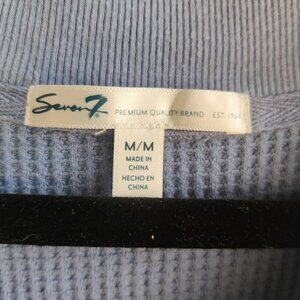 Seven7. PREMIUM QUALITY BRAND EST. 1964
M/M
MADE IN
CHINA
HECHO EN
CHINA